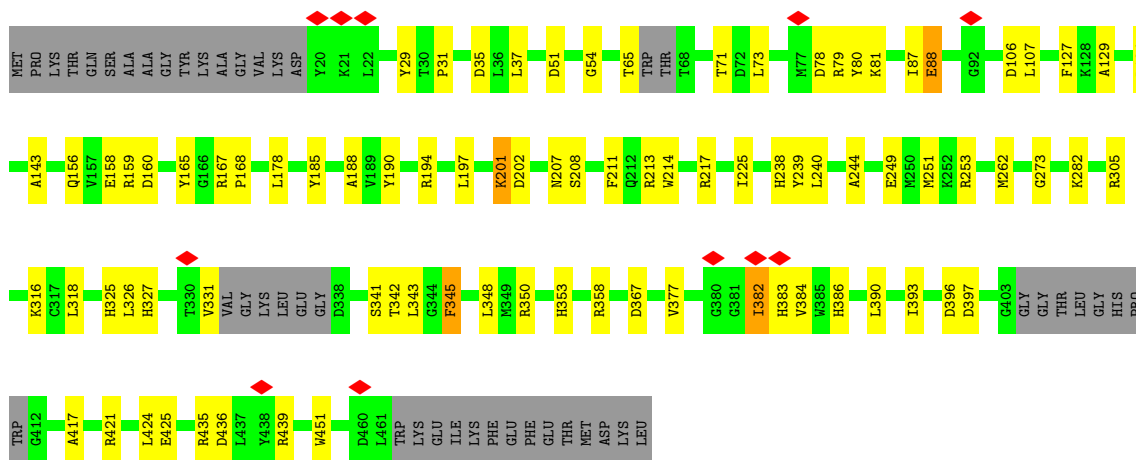 MET PRO LYS THR GLN SER ALA ALA GLY TYR LYS ALA GLY VAL LYS ASP Y20 K21 L22 Y29 T30 P31 D35 L36 L37 D51 G54 T65 TRP THR T68 T71 D72 L73 M77 D78 R79 Y80 K81 I87 E88 G92 D106 L107 F127 K128 A129
A143 Q156 V157 E158 R159 D160 Y165 G166 R167 P168 L178 Y185 A188 V189 Y190 R194 L197 K201 D202 N207 S208 F211 Q212 R213 W214 R217 I225 H238 Y239 L240 A244 E249 M250 M251 K252 R253 M262 G273 K282 R305
K316 C317 L318 H325 L326 H327 T330 V331 VAL GLY LYS LEU GLU GLY D338 S341 T342 L343 G344 F345 L348 M349 R350 H353 R358 D367 V377 G380 G381 I382 H383 V384 W385 H386 L390 I393 D396 D397 G403 GLY GLY THR LEU GLY HIS PRO
TRP G412 A417 R421 L424 E425 R435 D436 L437 Y438 R439 W451 D460 L461 TRP LYS GLU ILE LYS PHE GLU PHE GLU THR MET ASP LYS LEU